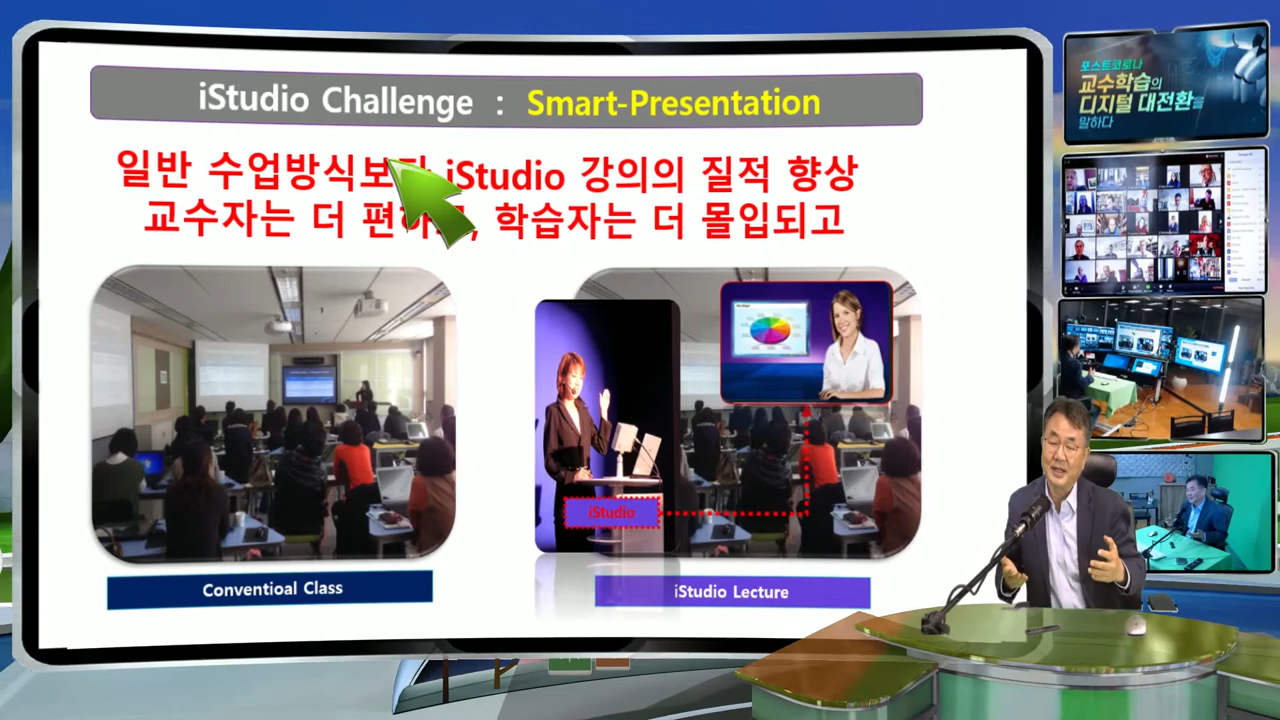 iStudio Challenge : Smart-Presentation
일반 수업방식보다 iStudio 강의의 질적 향상
교수자는 더 학습자는 더 몰입되고
iStudio
Conventioal Class
iStudio Lecture
포스트코로나
교수학습의
디지털 대전환을
말하다